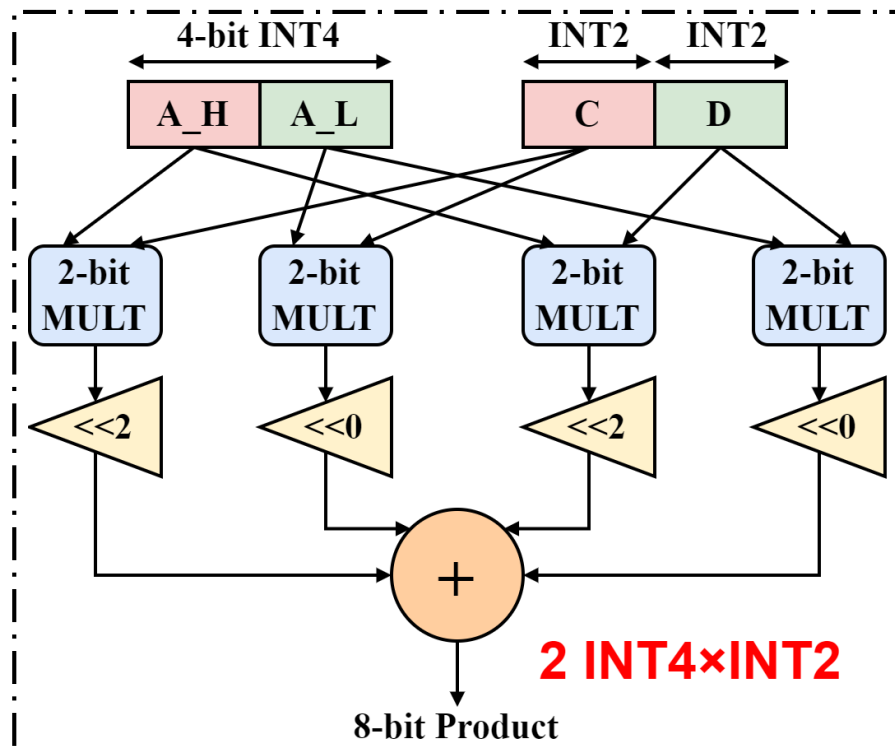 4-bit INT4 INT2 INT2
A_H A_L C D
2-bit 2-bit 2-bit 2-bit
MULT MULT MULT MULT
<<2 <<0 <<2 <<0
+
2 INT4×INT2
8-bit Product